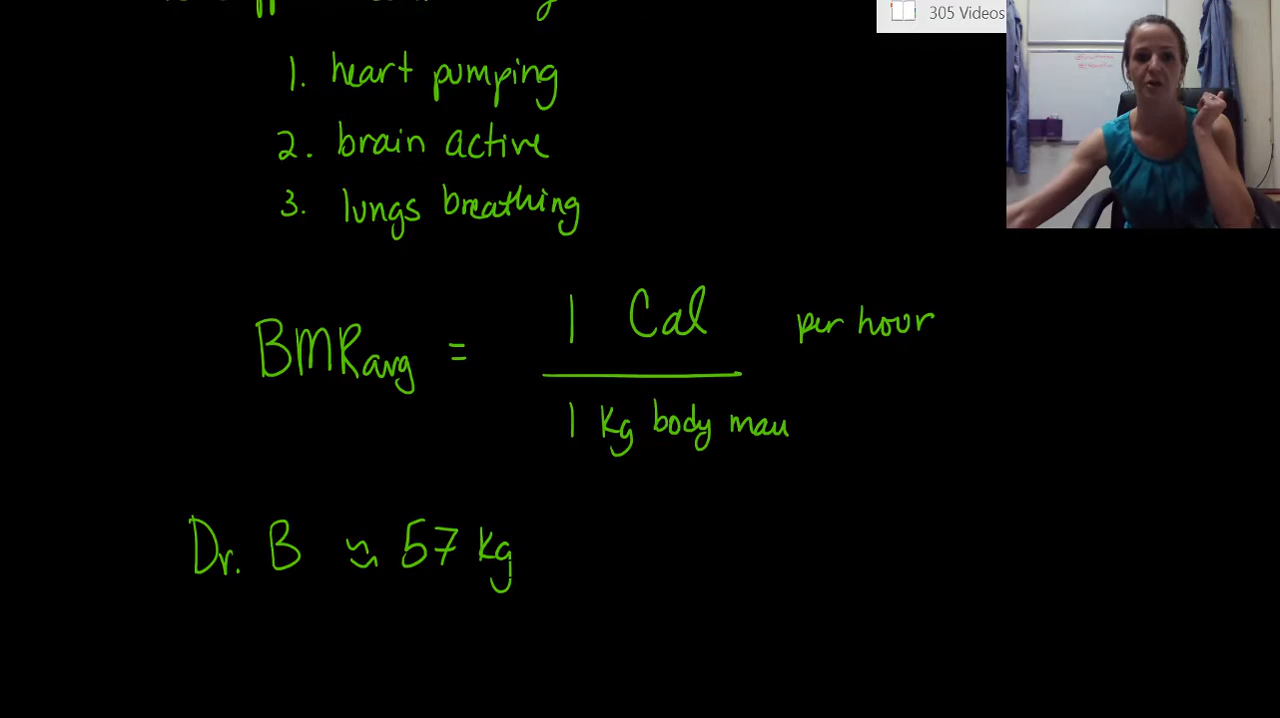 305 Videos
1. heart pumping
2. brain active
3. lungs breathing
BMRavg = 1 Cal per hour
1 kg body mass
Dr. B ≈ 57 kg